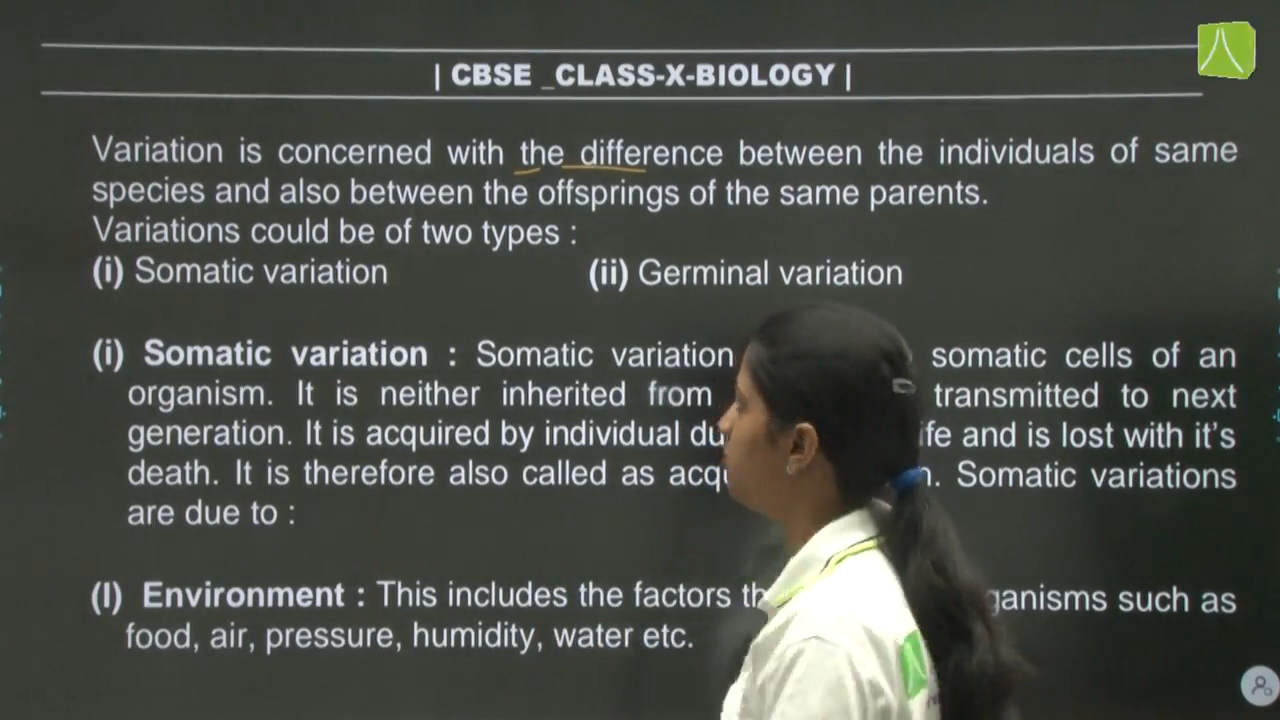 | CBSE _CLASS-X-BIOLOGY |
Variation is concerned with the difference between the individuals of same
species and also between the offsprings of the same parents.
Variations could be of two types :
(i) Somatic variation (ii) Germinal variation
(i) Somatic variation : Somatic variation somatic cells of an
organism. It is neither inherited from transmitted to next
generation. It is acquired by individual and is lost with it's
death. It is therefore also called as Somatic variations
are due to :
(I) Environment : This includes the factors such as
food, air, pressure, humidity, water etc.